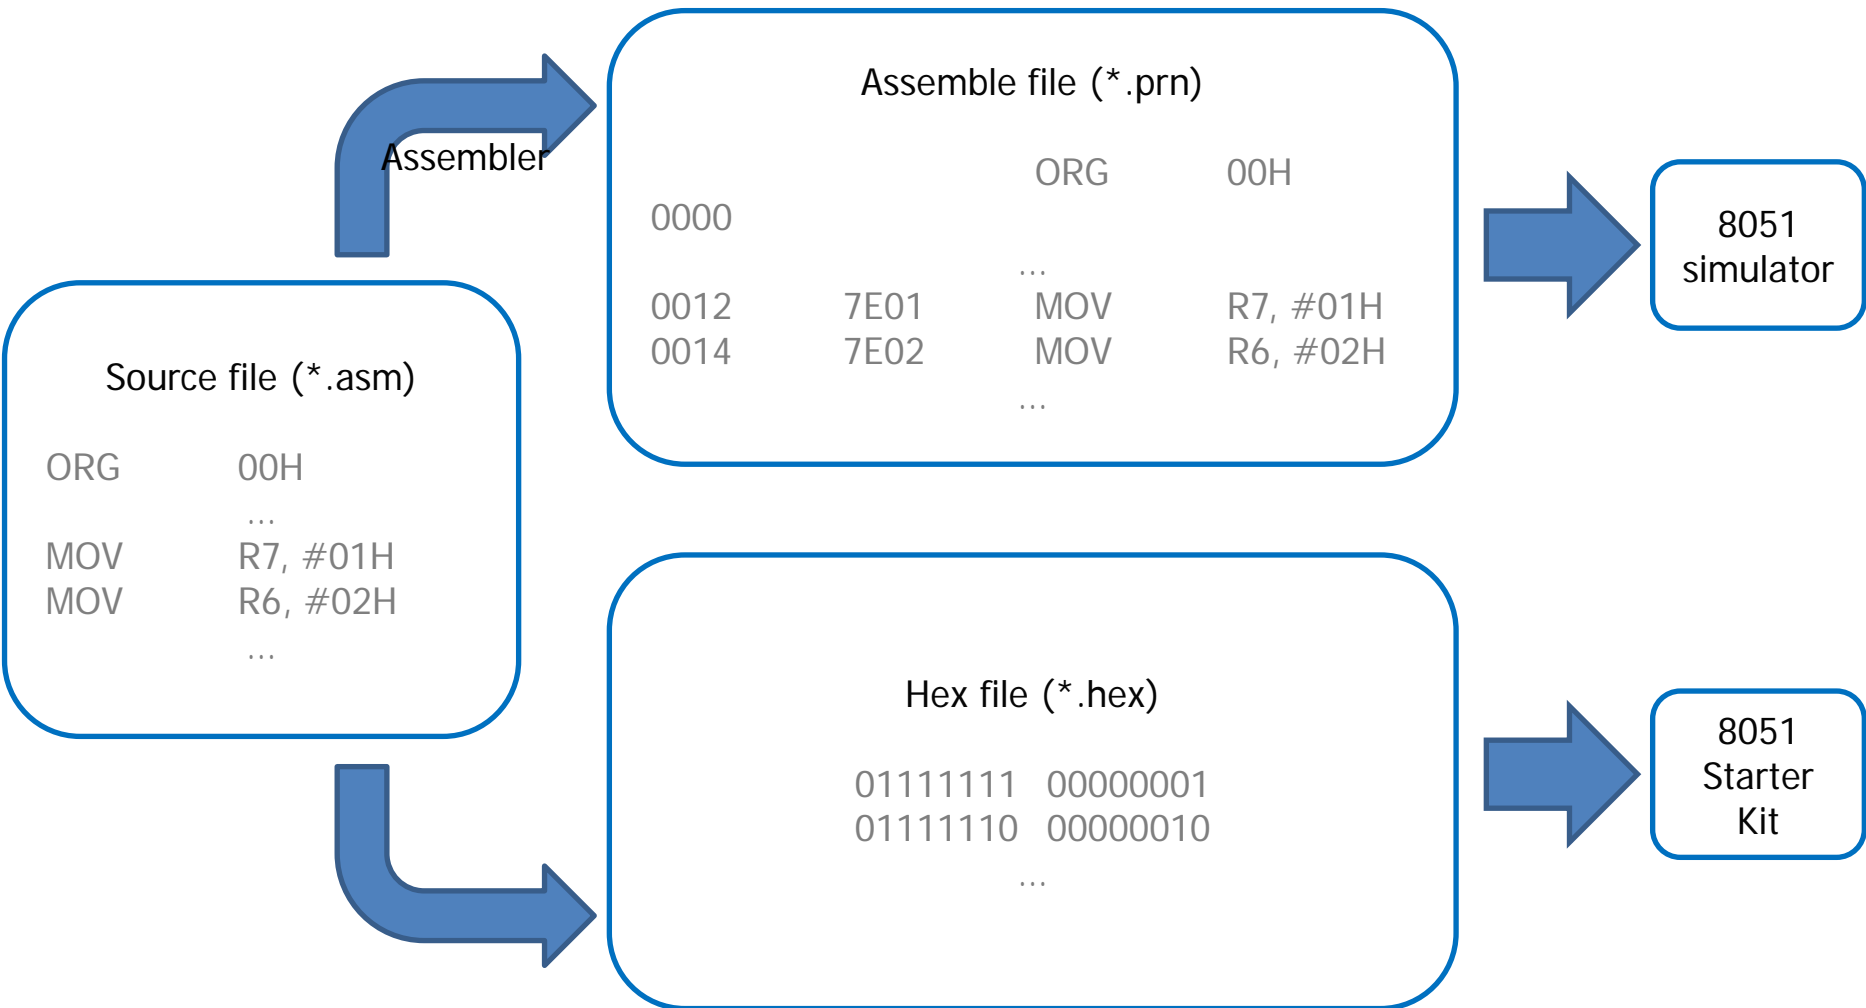 Assembler
Source file (*.asm)
ORG 00H
...
MOV R7, #01H
MOV R6, #02H
...
Assemble file (*.prn)
ORG 00H
0000
...
0012 7E01 MOV R7, #01H
0014 7E02 MOV R6, #02H
...
8051
simulator
Hex file (*.hex)
01111111 00000001
01111110 00000010
...
8051
Starter
Kit